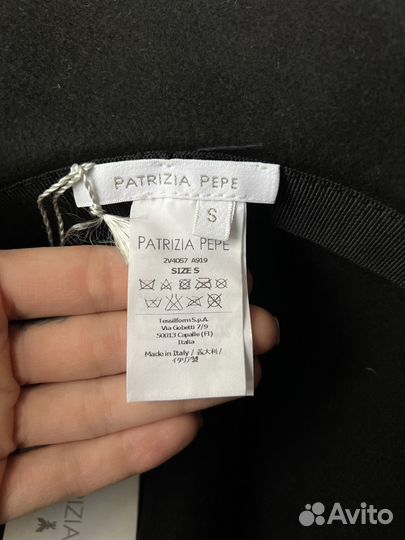 PATRIZIA PEPE
S
PATRIZIA PEPE
2V4057 A919
SIZE S
Tessilform S.p.A.
Via Gobetti 7/9
50013 Capalle (FI)
Italia
Made in Italy / 義大利 /
イタリア製
RIZIA
Avito